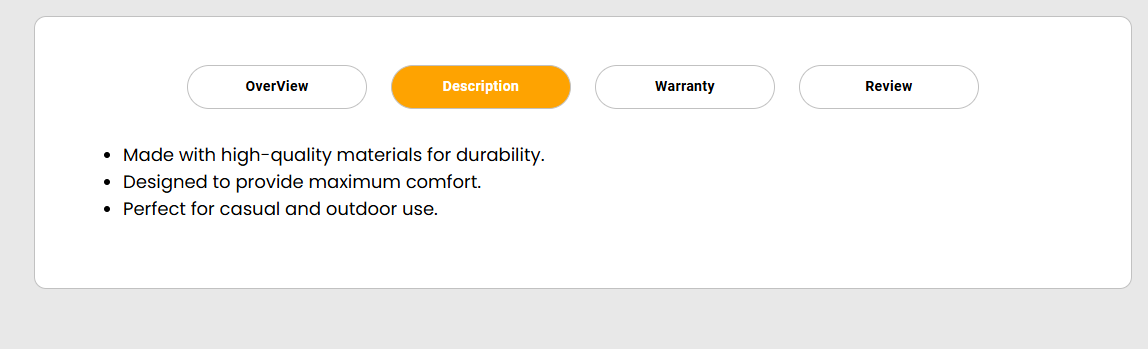 OverView Description Warranty Review
• Made with high-quality materials for durability.
• Designed to provide maximum comfort.
• Perfect for casual and outdoor use.